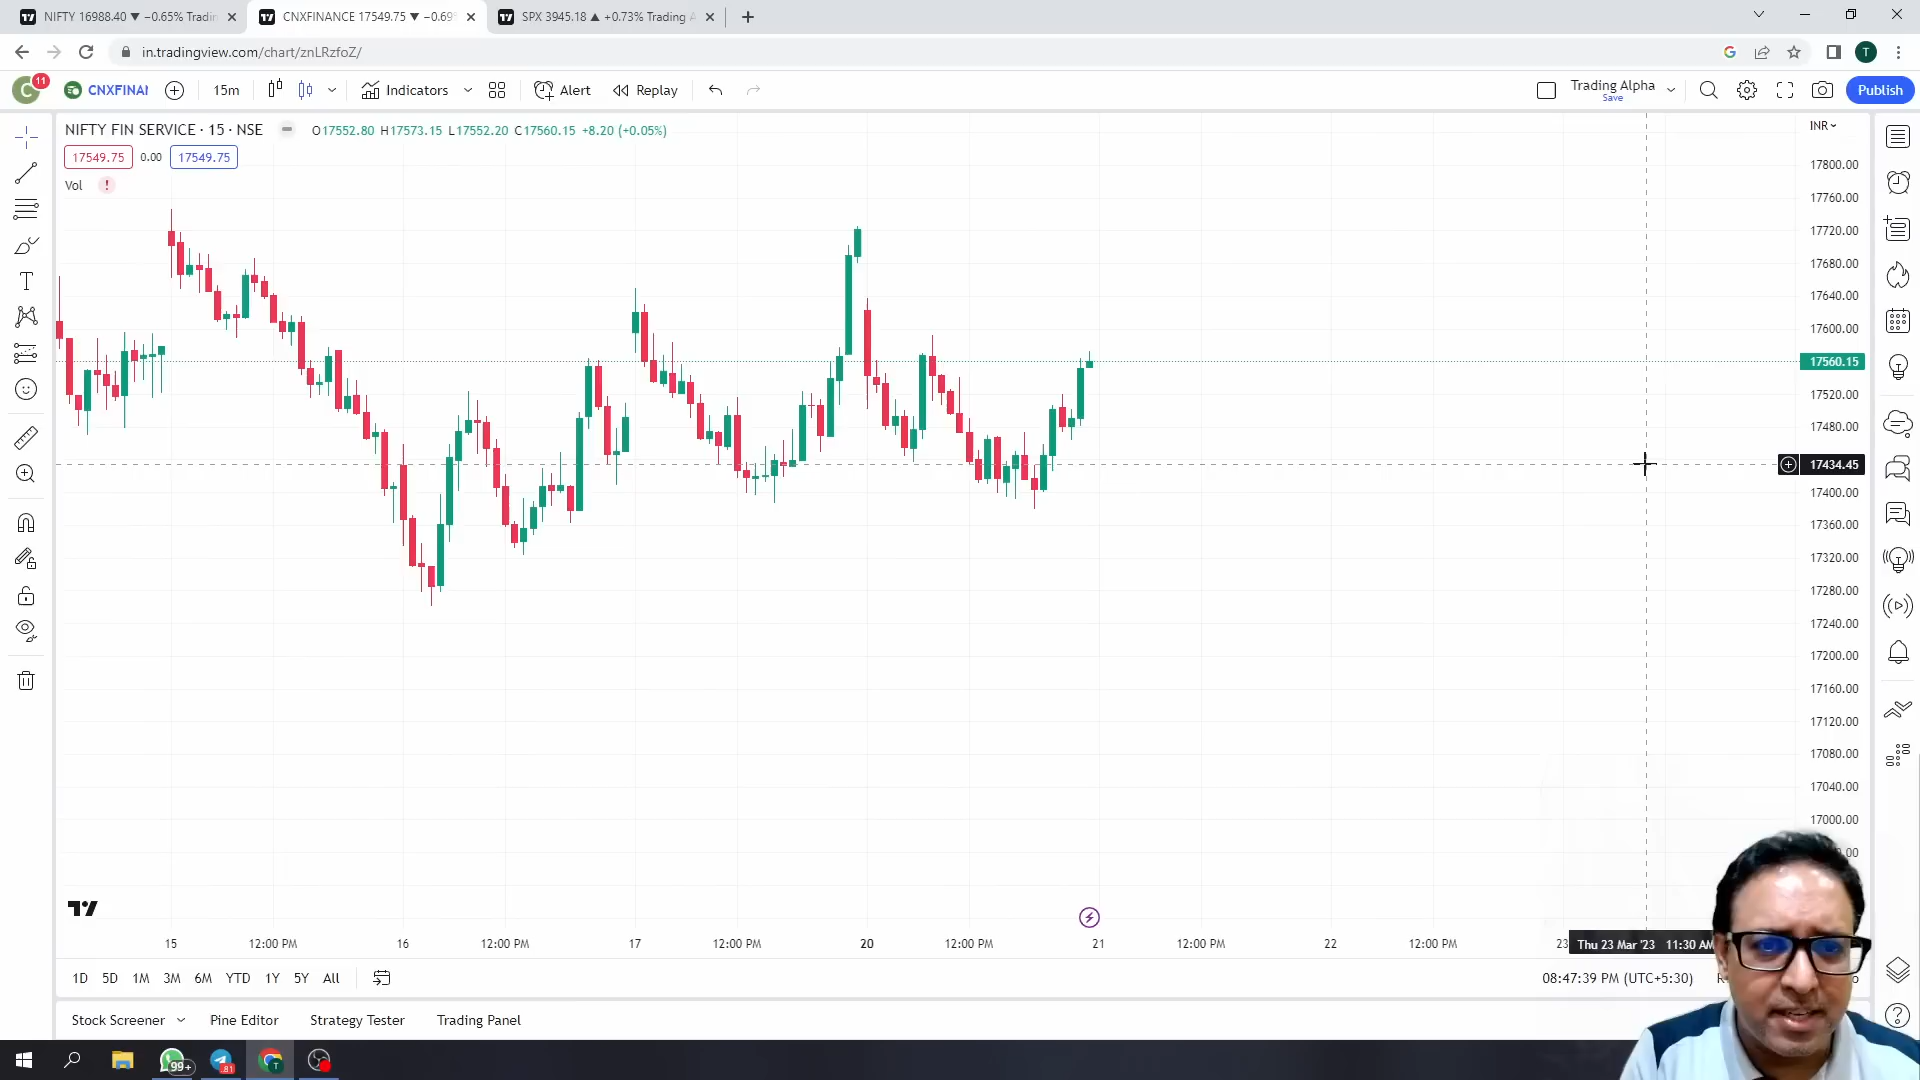 NIFTY 16988.40 ▼ −0.65% Tradin
CNXFINANCE 17549.75 ▼ −0.69%
SPX 3945.18 ▲ +0.73% Trading A
in.tradingview.com/chart/znLRzfoZ/
T
C 11
CNXFINAN
15m
Indicators
Alert
Replay
Trading Alpha
Save
Publish
NIFTY FIN SERVICE · 15 · NSE
O17552.80 H17573.15 L17552.20 C17560.15 +8.20 (+0.05%)
17549.75 0.00 17549.75
Vol !
INR
17800.00
17760.00
17720.00
17680.00
17640.00
17600.00
17560.15
17520.00
17480.00
17434.45
17400.00
17360.00
17320.00
17280.00
17240.00
17200.00
17160.00
17120.00
17080.00
17040.00
17000.00
15 12:00 PM 16 12:00 PM 17 12:00 PM 20 12:00 PM 21 12:00 PM 22 12:00 PM 23
Thu 23 Mar '23 11:30 AM
1D 5D 1M 3M 6M YTD 1Y 5Y All
08:47:39 PM (UTC+5:30)
Stock Screener Pine Editor Strategy Tester Trading Panel
99+
81
T